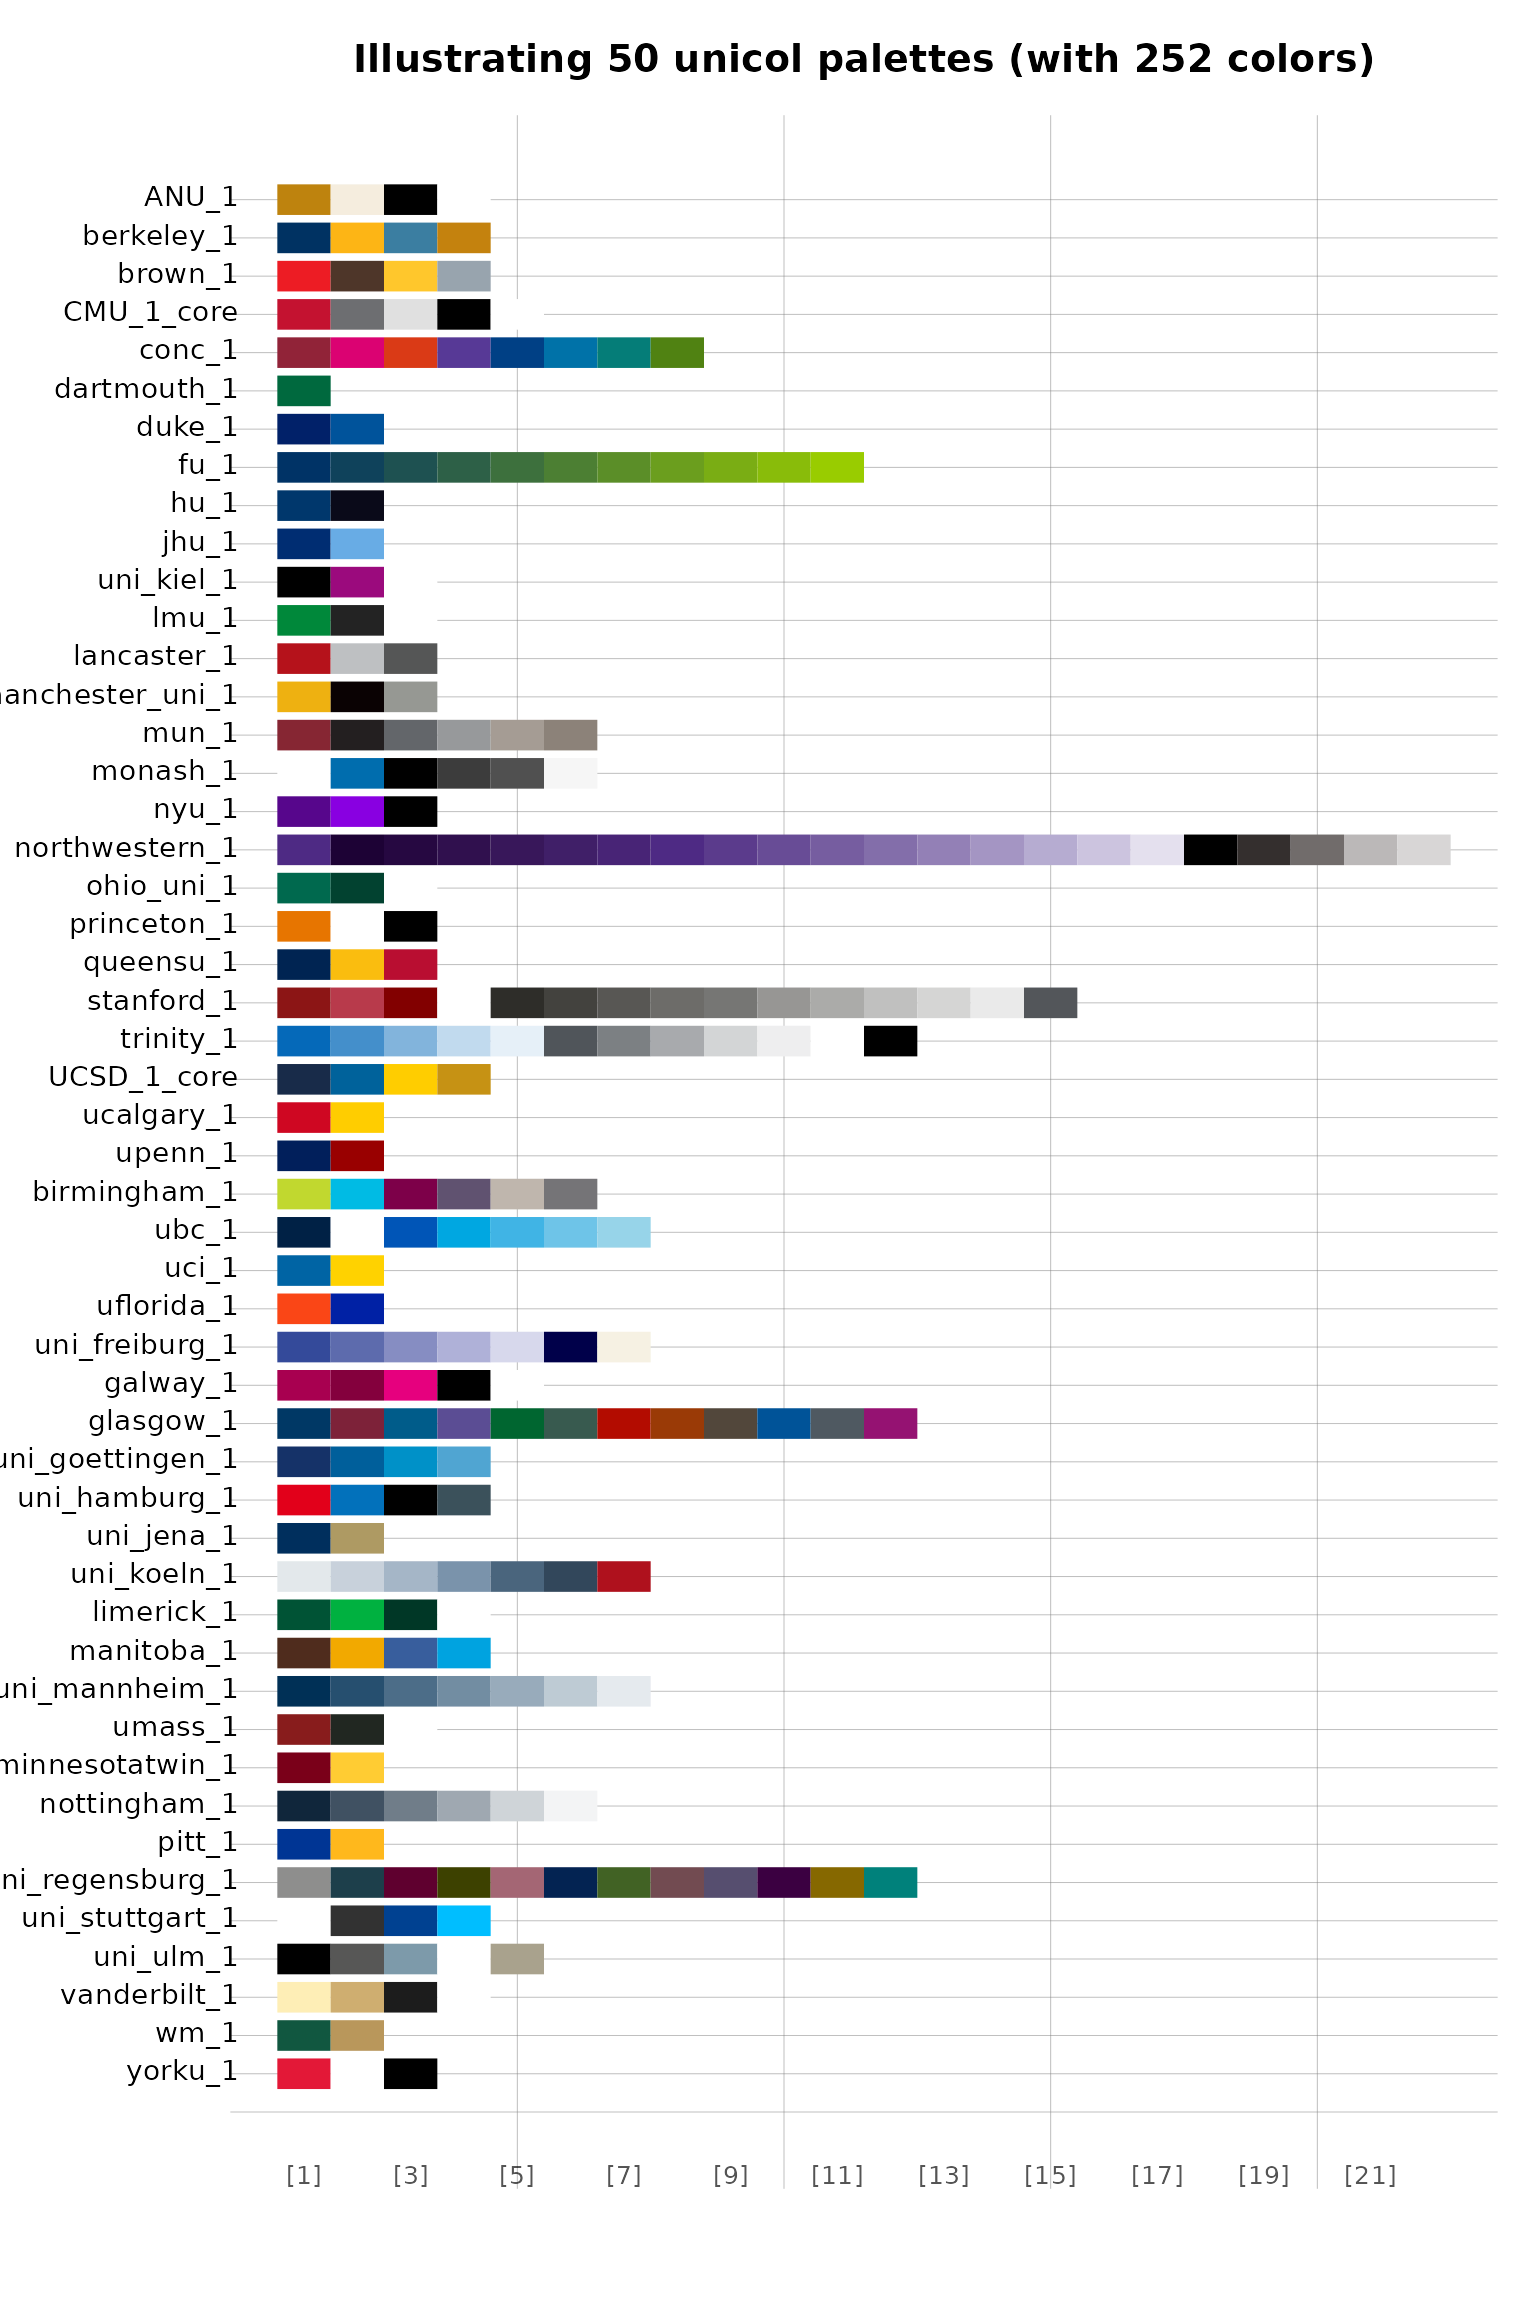 Illustrating 50 unicol palettes (with 252 colors)
ANU_1
berkeley_1
brown_1
CMU_1_core
conc_1
dartmouth_1
duke_1
fu_1
hu_1
jhu_1
uni_kiel_1
lmu_1
lancaster_1
anchester_uni_1
mun_1
monash_1
nyu_1
northwestern_1
ohio_uni_1
princeton_1
queensu_1
stanford_1
trinity_1
UCSD_1_core
ucalgary_1
upenn_1
birmingham_1
ubc_1
uci_1
uflorida_1
uni_freiburg_1
galway_1
glasgow_1
uni_goettingen_1
uni_hamburg_1
uni_jena_1
uni_koeln_1
limerick_1
manitoba_1
uni_mannheim_1
umass_1
minnesotatwin_1
nottingham_1
pitt_1
ni_regensburg_1
uni_stuttgart_1
uni_ulm_1
vanderbilt_1
wm_1
yorku_1
[1] [3] [5] [7] [9] [11] [13] [15] [17] [19] [21]